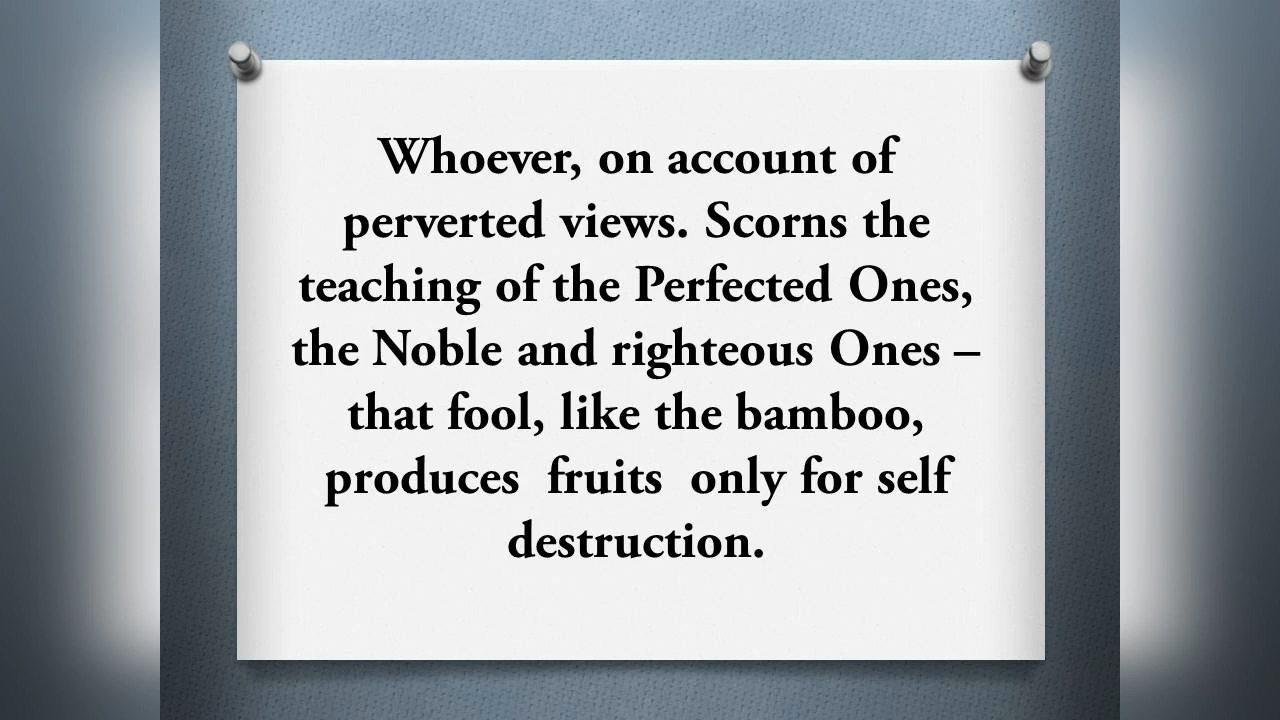 Whoever, on account of
perverted views. Scorns the
teaching of the Perfected Ones,
the Noble and righteous Ones –
that fool, like the bamboo,
produces  fruits  only for self
destruction.